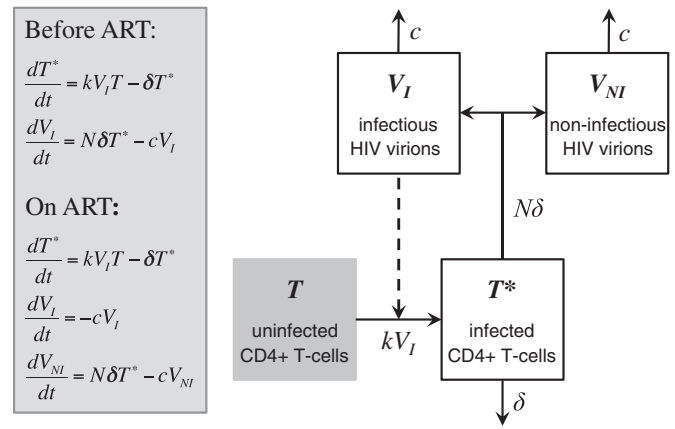 Before ART:
dT*/dt = kV_I T − δT*
dV_I/dt = NδT* − cV_I
On ART:
dT*/dt = kV_I T − δT*
dV_I/dt = −cV_I
dV_NI/dt = NδT* − cV_NI
c
c
V_I
infectious
HIV virions
V_NI
non-infectious
HIV virions
Nδ
T
uninfected
CD4+ T-cells
kV_I
T*
infected
CD4+ T-cells
δ